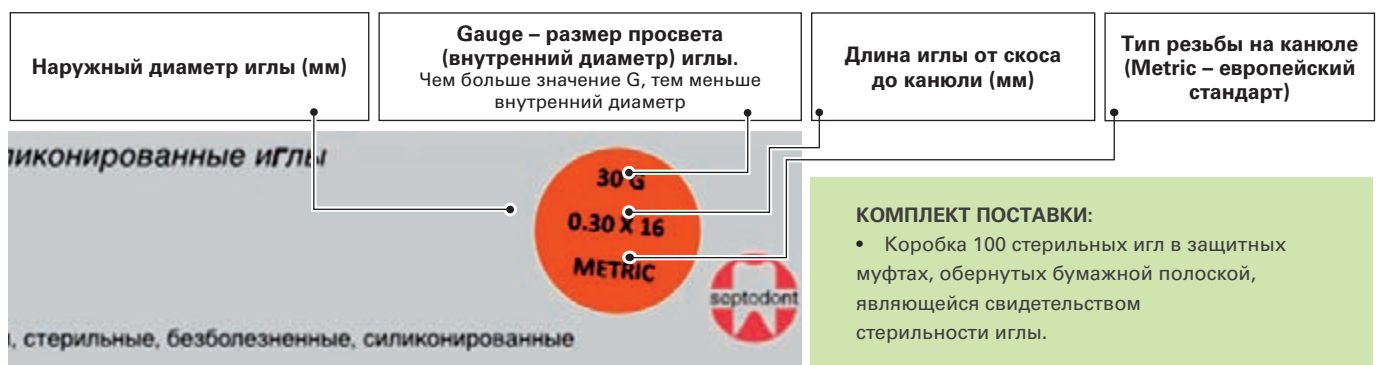 Наружный диаметр иглы (мм)
Gauge – размер просвета
(внутренний диаметр) иглы.
Чем больше значение G, тем меньше
внутренний диаметр
Длина иглы от скоса
до канюли (мм)
Тип резьбы на канюле
(Metric – европейский
стандарт)
ликонированные иглы
30 G
0.30 X 16
METRIC
septodont
, стерильные, безболезненные, силиконированные
КОМПЛЕКТ ПОСТАВКИ:
• Коробка 100 стерильных игл в защитных
муфтах, обернутых бумажной полоской,
являющейся свидетельством
стерильности иглы.